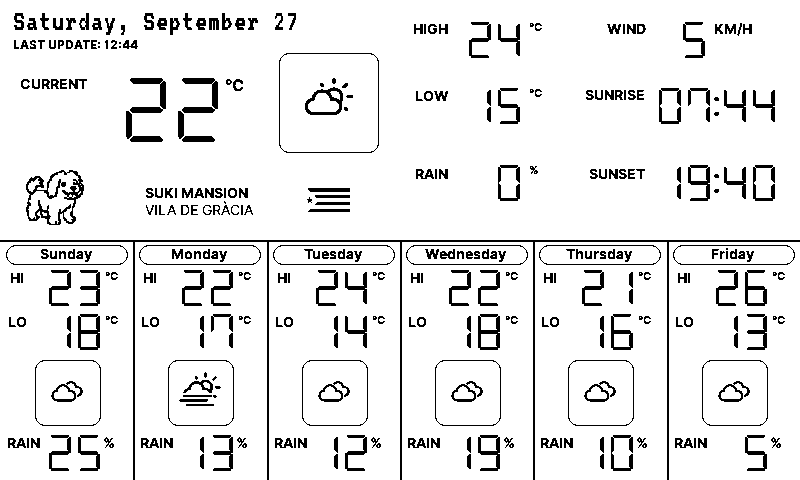 Saturday, September 27
LAST UPDATE: 12:44
CURRENT 22 °C
SUKI MANSION
VILA DE GRÀCIA
HIGH 24 °C
LOW 15 °C
RAIN 0 %
WIND 5 KM/H
SUNRISE 07:44
SUNSET 19:40
Sunday
HI 23 °C
LO 18 °C
RAIN 25 %
Monday
HI 22 °C
LO 17 °C
RAIN 13 %
Tuesday
HI 24 °C
LO 14 °C
RAIN 12 %
Wednesday
HI 22 °C
LO 18 °C
RAIN 19 %
Thursday
HI 21 °C
LO 16 °C
RAIN 10 %
Friday
HI 26 °C
LO 13 °C
RAIN 5 %